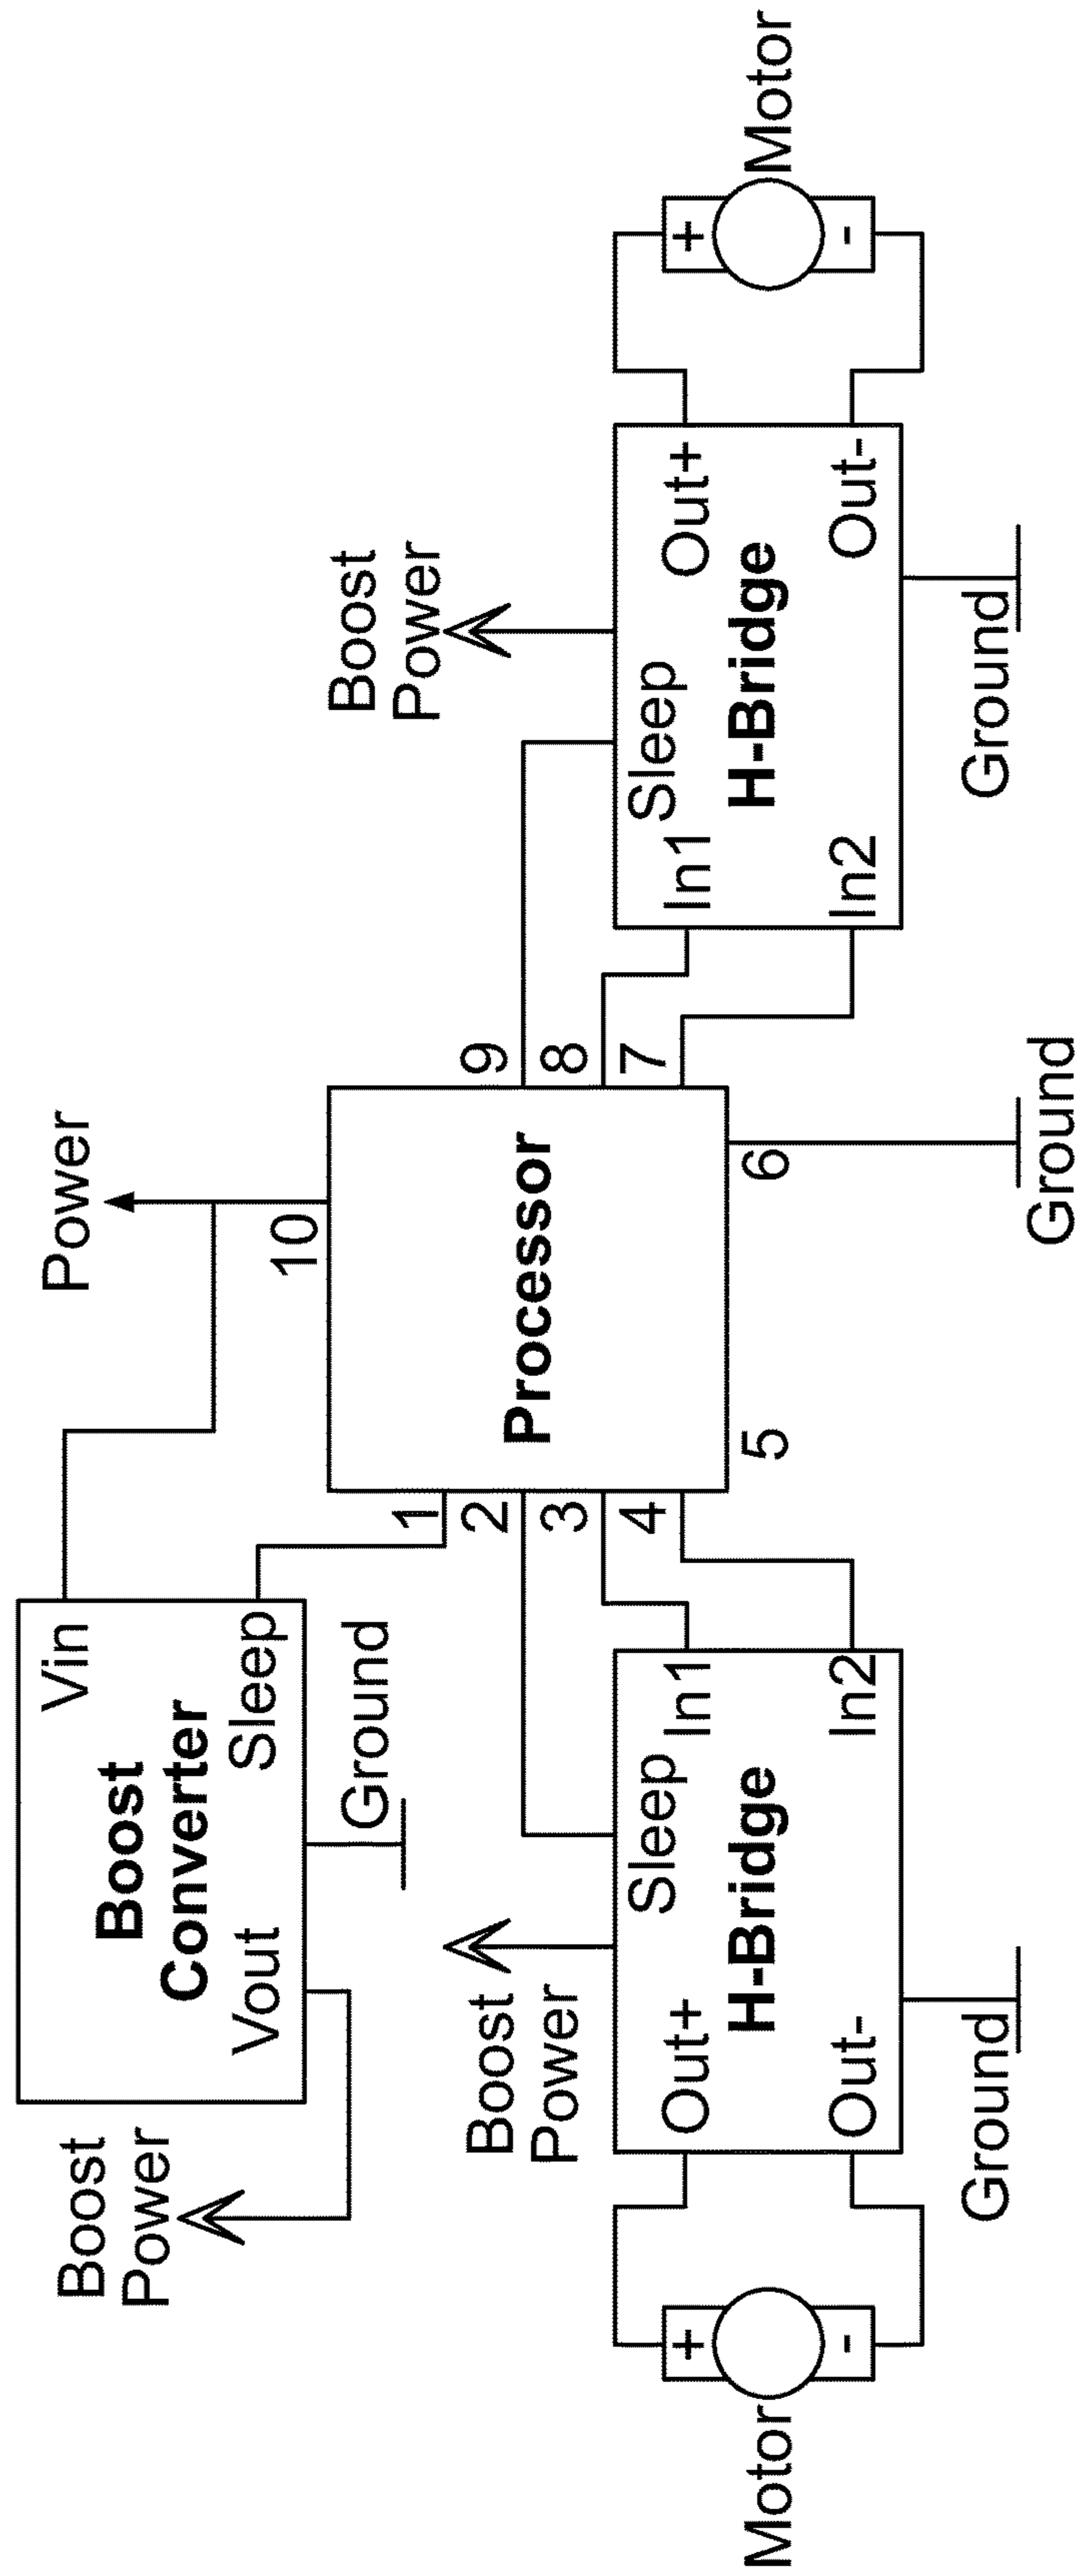 Boost
Power
Boost
Converter
Vin
Vout
Sleep
Ground
Power
10
Boost
Power
Boost
Power
Processor
1
2
3
4
5
6
7
8
9
Motor
+
-
Out+
Out-
Sleep
H-Bridge
In1
In2
Ground
Ground
Sleep
H-Bridge
In1
In2
Out+
Out-
Ground
+
-
Motor